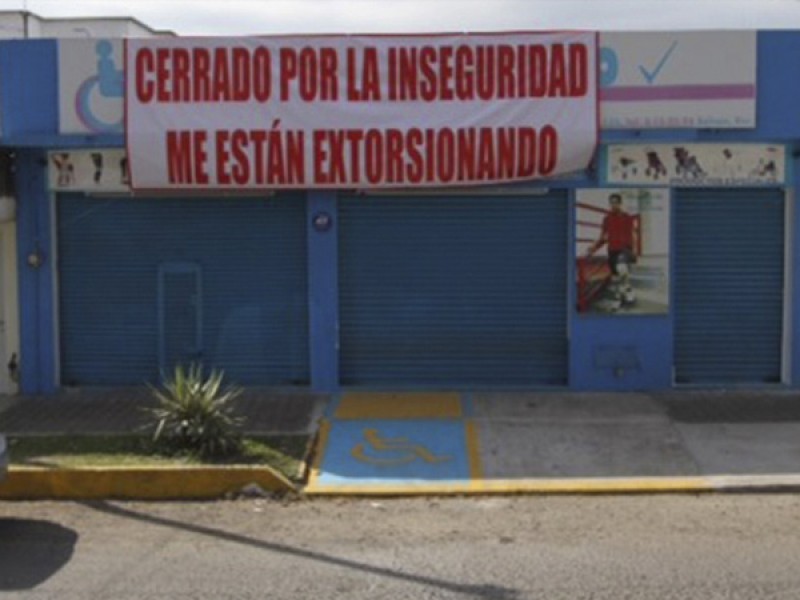 CERRADO POR LA INSEGURIDAD
ME ESTÁN EXTORSIONANDO